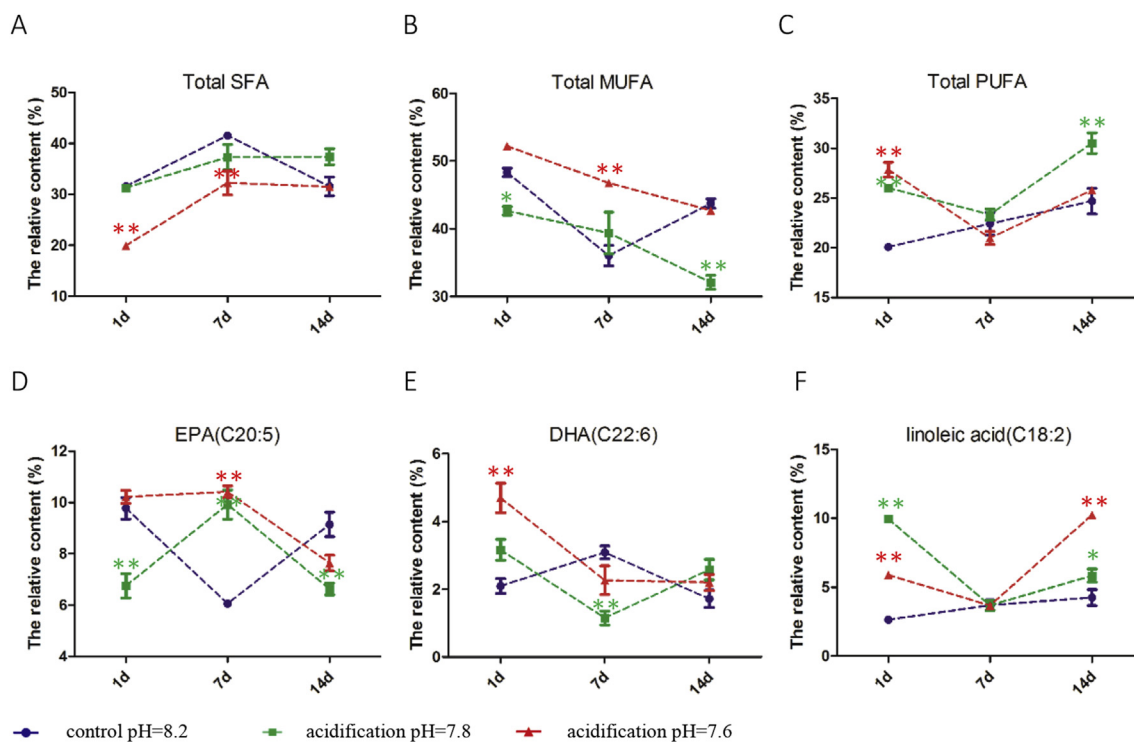 A
B
C
Total SFA
Total MUFA
Total PUFA
The relative content (%)
50
40
30
20
10
**
**
1d
7d
14d
The relative content (%)
60
50
40
30
*
**
**
1d
7d
14d
The relative content (%)
35
30
25
20
15
**
**
**
1d
7d
14d
D
E
F
EPA(C20:5)
DHA(C22:6)
linoleic acid(C18:2)
The relative content (%)
12
10
8
6
4
**
**
**
**
1d
7d
14d
The relative content (%)
6
4
2
0
**
**
1d
7d
14d
The relative content (%)
15
10
5
0
**
**
**
*
1d
7d
14d
control pH=8.2 acidification pH=7.8 acidification pH=7.6